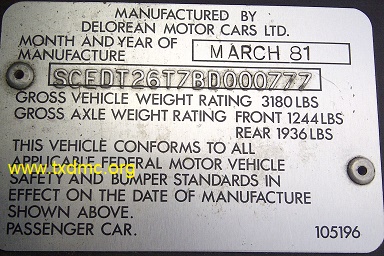 MANUFACTURED BY
DELOREAN MOTOR CARS LTD.
MONTH AND YEAR OF
MANUFACTURE MARCH 81
SCEDT26T7BD000777
GROSS VEHICLE WEIGHT RATING 3180 LBS
GROSS AXLE WEIGHT RATING FRONT 1244 LBS
REAR 1936 LBS
THIS VEHICLE CONFORMS TO ALL
APPLICABLE FEDERAL MOTOR VEHICLE
www.txdmc.org
SAFETY AND BUMPER STANDARDS IN
EFFECT ON THE DATE OF MANUFACTURE
SHOWN ABOVE.
PASSENGER CAR. 105196